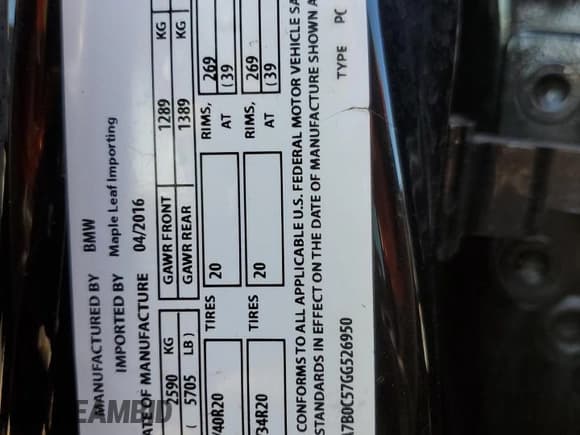 MANUFACTURED BY BMW
IMPORTED BY Maple Leaf Importing
DATE OF MANUFACTURE 04/2016
2590 KG GAWR FRONT 1289 KG
( 5705 LB ) GAWR REAR 1389 KG
/40R20 TIRES 20 RIMS, 269
AT (39
34R20 TIRES 20 RIMS, 269
AT (39
CONFORMS TO ALL APPLICABLE U.S. FEDERAL MOTOR VEHICLE SA
STANDARDS IN EFFECT ON THE DATE OF MANUFACTURE SHOWN A
7B0C57GG526950 TYPE PC